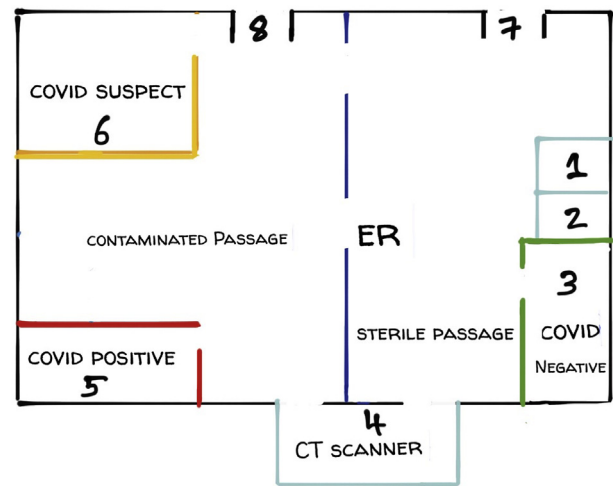 8
7
COVID SUSPECT
6
1
2
CONTAMINATED PASSAGE
ER
3
STERILE PASSAGE
COVID
NEGATIVE
COVID POSITIVE
5
4
CT SCANNER